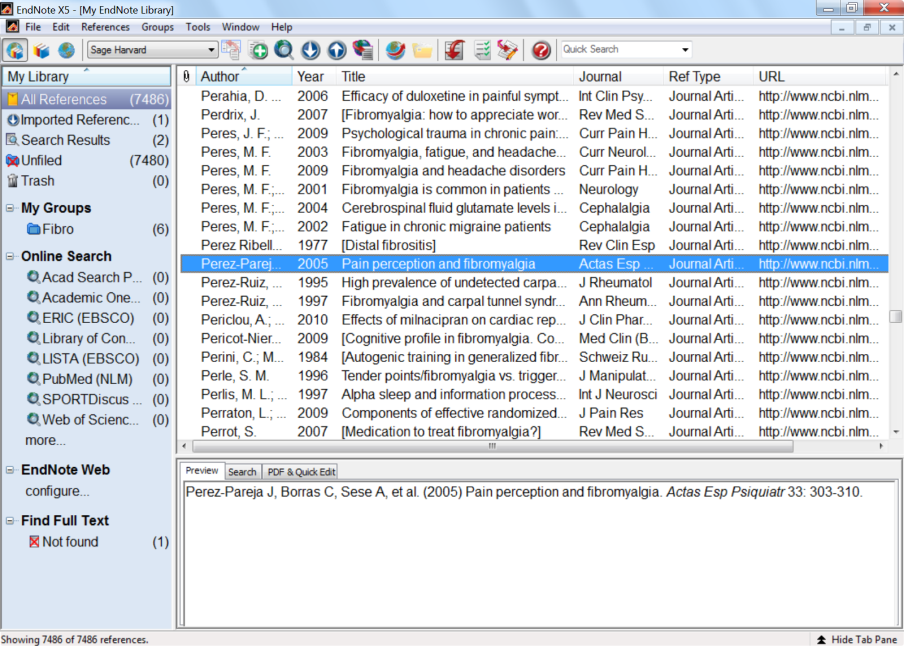 EndNote X5 - [My EndNote Library]
File Edit References Groups Tools Window Help
Sage Harvard Quick Search
My Library
All References (7486)
Imported Referenc... (1)
Search Results (2)
Unfiled (7480)
Trash (0)
My Groups
Fibro (6)
Online Search
Acad Search P... (0)
Academic One... (0)
ERIC (EBSCO) (0)
Library of Con... (0)
LISTA (EBSCO) (0)
PubMed (NLM) (0)
SPORTDiscus ... (0)
Web of Scienc... (0)
more...
EndNote Web
configure...
Find Full Text
Not found (1)
Author Year Title Journal Ref Type URL
Perahia, D. ... 2006 Efficacy of duloxetine in painful sympt... Int Clin Psy... Journal Arti... http://www.ncbi.nlm...
Perdrix, J. 2007 [Fibromyalgia: how to appreciate wor... Rev Med S... Journal Arti... http://www.ncbi.nlm...
Peres, J. F.; ... 2009 Psychological trauma in chronic pain:... Curr Pain H... Journal Arti... http://www.ncbi.nlm...
Peres, M. F. 2003 Fibromyalgia, fatigue, and headache... Curr Neurol... Journal Arti... http://www.ncbi.nlm...
Peres, M. F. 2009 Fibromyalgia and headache disorders Curr Pain H... Journal Arti... http://www.ncbi.nlm...
Peres, M. F.;... 2001 Fibromyalgia is common in patients ... Neurology Journal Arti... http://www.ncbi.nlm...
Peres, M. F.;... 2004 Cerebrospinal fluid glutamate levels i... Cephalalgia Journal Arti... http://www.ncbi.nlm...
Peres, M. F.;... 2002 Fatigue in chronic migraine patients Cephalalgia Journal Arti... http://www.ncbi.nlm...
Perez Ribell... 1977 [Distal fibrositis] Rev Clin Esp Journal Arti... http://www.ncbi.nlm...
Perez-Parej... 2005 Pain perception and fibromyalgia Actas Esp ... Journal Arti... http://www.ncbi.nlm...
Perez-Ruiz, ... 1995 High prevalence of undetected carpa... J Rheumatol Journal Arti... http://www.ncbi.nlm...
Perez-Ruiz, ... 1997 Fibromyalgia and carpal tunnel syndr... Ann Rheum... Journal Arti... http://www.ncbi.nlm...
Periclou, A.; ... 2010 Effects of milnacipran on cardiac rep... J Clin Phar... Journal Arti... http://www.ncbi.nlm...
Pericot-Nier... 2009 [Cognitive profile in fibromyalgia. Co... Med Clin (B... Journal Arti... http://www.ncbi.nlm...
Perini, C.; M... 1984 [Autogenic training in generalized fibr... Schweiz Ru... Journal Arti... http://www.ncbi.nlm...
Perle, S. M. 1996 Tender points/fibromyalgia vs. trigger... J Manipulat... Journal Arti... http://www.ncbi.nlm...
Perlis, M. L.; ... 1997 Alpha sleep and information process... Int J Neurosci Journal Arti... http://www.ncbi.nlm...
Perraton, L.; ... 2009 Components of effective randomized... J Pain Res Journal Arti... http://www.ncbi.nlm...
Perrot, S. 2007 [Medication to treat fibromyalgia?] Rev Med S... Journal Arti... http://www.ncbi.nlm...
Preview Search PDF & Quick Edit
Perez-Pareja J, Borras C, Sese A, et al. (2005) Pain perception and fibromyalgia. Actas Esp Psiquiatr 33: 303-310.
Showing 7486 of 7486 references. Hide Tab Pane